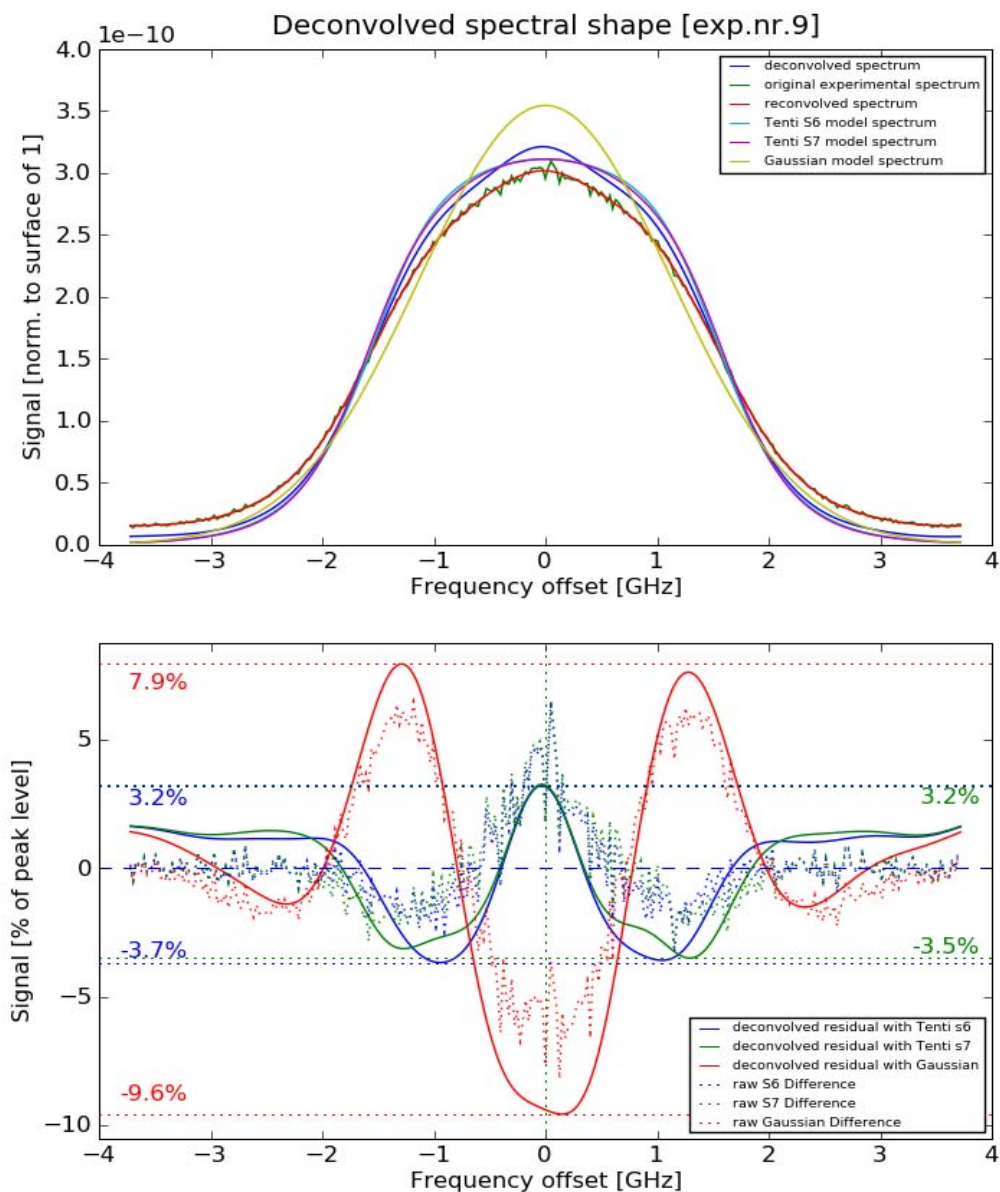 Deconvolved spectral shape [exp.nr.9]
1e−10
4.0
3.5
3.0
2.5
2.0
1.5
1.0
0.5
0.0
Signal [norm. to surface of 1]
deconvolved spectrum
original experimental spectrum
reconvolved spectrum
Tenti S6 model spectrum
Tenti S7 model spectrum
Gaussian model spectrum
−4 −3 −2 −1 0 1 2 3 4
Frequency offset [GHz]
5
0
−5
−10
Signal [% of peak level]
7.9%
3.2%
3.2%
-3.7%
-3.5%
-9.6%
deconvolved residual with Tenti s6
deconvolved residual with Tenti s7
deconvolved residual with Gaussian
raw S6 Difference
raw S7 Difference
raw Gaussian Difference
−4 −3 −2 −1 0 1 2 3 4
Frequency offset [GHz]